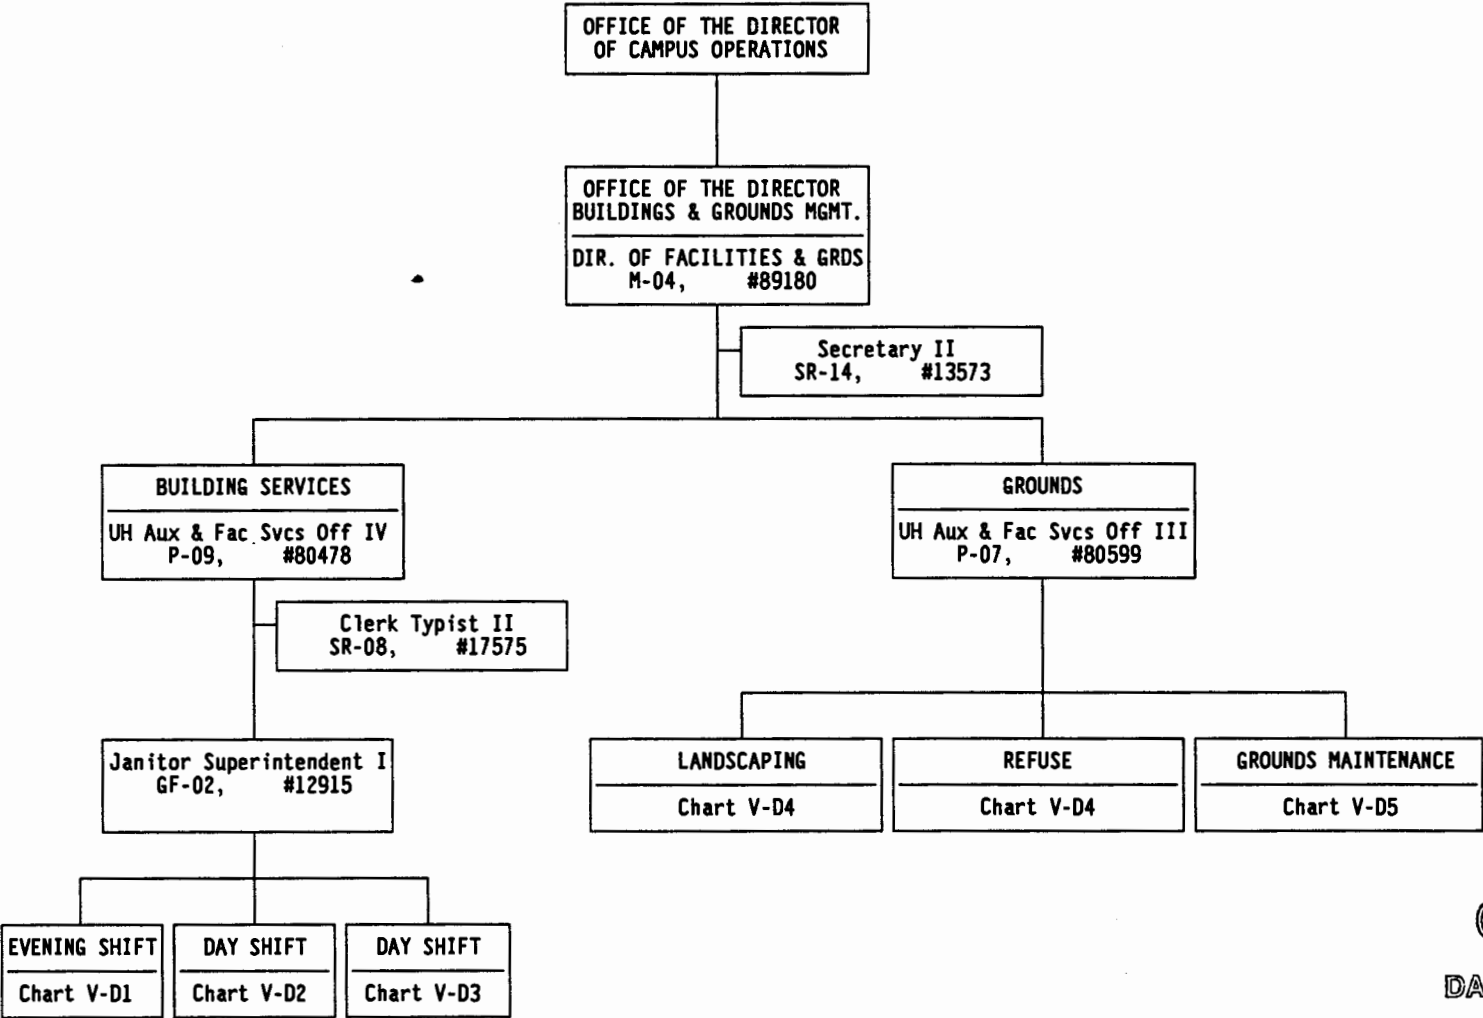 OFFICE OF THE DIRECTOR
OF CAMPUS OPERATIONS
OFFICE OF THE DIRECTOR
BUILDINGS & GROUNDS MGMT.
DIR. OF FACILITIES & GRDS
M-04, #89180
Secretary II
SR-14, #13573
BUILDING SERVICES
UH Aux & Fac Svcs Off IV
P-09, #80478
GROUNDS
UH Aux & Fac Svcs Off III
P-07, #80599
Clerk Typist II
SR-08, #17575
Janitor Superintendent I
GF-02, #12915
LANDSCAPING
Chart V-D4
REFUSE
Chart V-D4
GROUNDS MAINTENANCE
Chart V-D5
EVENING SHIFT
Chart V-D1
DAY SHIFT
Chart V-D2
DAY SHIFT
Chart V-D3
DA